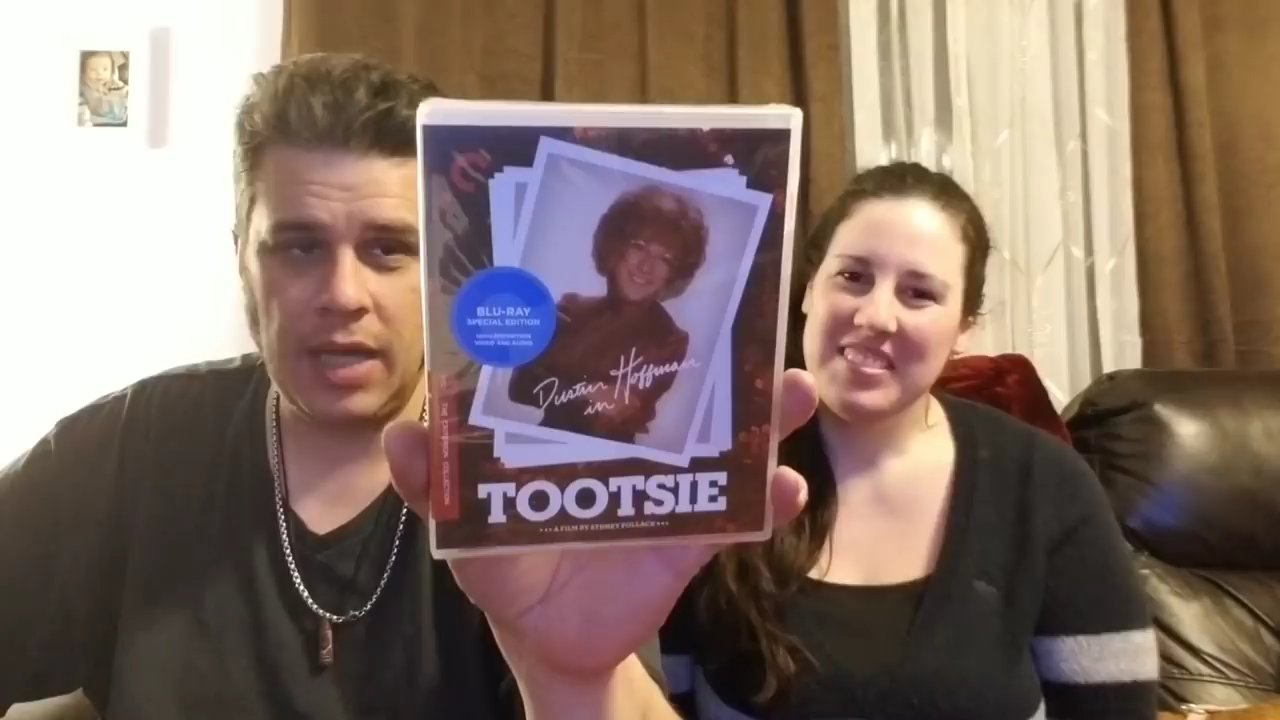 BLU-RAY
SPECIAL EDITION
HIGH-DEFINITION
VIDEO AND AUDIO
Dustin Hoffman
in
TOOTSIE
A FILM BY SYDNEY POLLACK
THE CRITERION COLLECTION